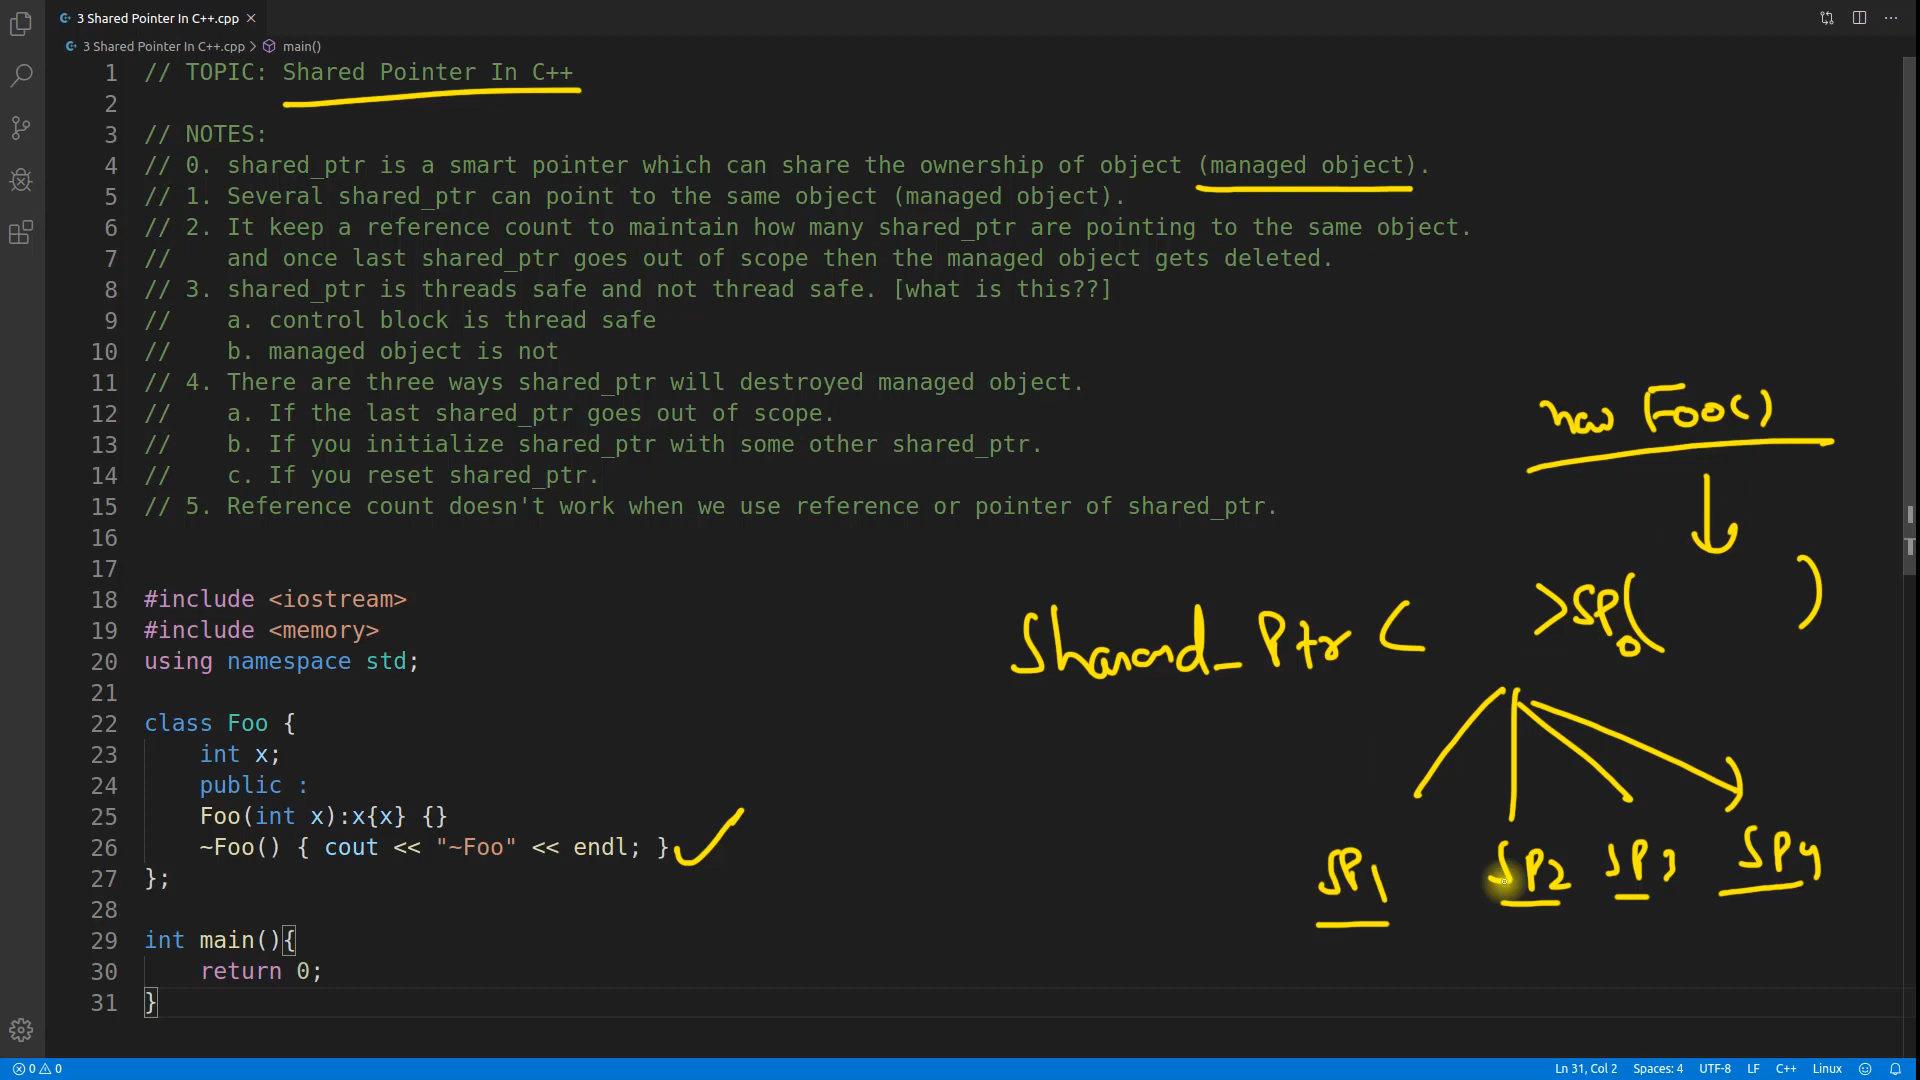 3 Shared Pointer In C++.cpp
3 Shared Pointer In C++.cpp > main()
1 // TOPIC: Shared Pointer In C++
2
3 // NOTES:
4 // 0. shared_ptr is a smart pointer which can share the ownership of object (managed object).
5 // 1. Several shared_ptr can point to the same object (managed object).
6 // 2. It keep a reference count to maintain how many shared_ptr are pointing to the same object.
7 //    and once last shared_ptr goes out of scope then the managed object gets deleted.
8 // 3. shared_ptr is threads safe and not thread safe. [what is this??]
9 //    a. control block is thread safe
10 //    b. managed object is not
11 // 4. There are three ways shared_ptr will destroyed managed object.
12 //    a. If the last shared_ptr goes out of scope.
13 //    b. If you initialize shared_ptr with some other shared_ptr.
14 //    c. If you reset shared_ptr.
15 // 5. Reference count doesn't work when we use reference or pointer of shared_ptr.
16
17
18 #include <iostream>
19 #include <memory>
20 using namespace std;
21
22 class Foo {
23     int x;
24     public :
25     Foo(int x):x{x} {}
26     ~Foo() { cout << "~Foo" << endl; }
27 };
28
29 int main(){
30     return 0;
31 }
new Foo()
Shared_Ptr < >SP0( )
SP1 SP2 SP3 SP4
0 0
Ln 31, Col 2 Spaces: 4 UTF-8 LF C++ Linux